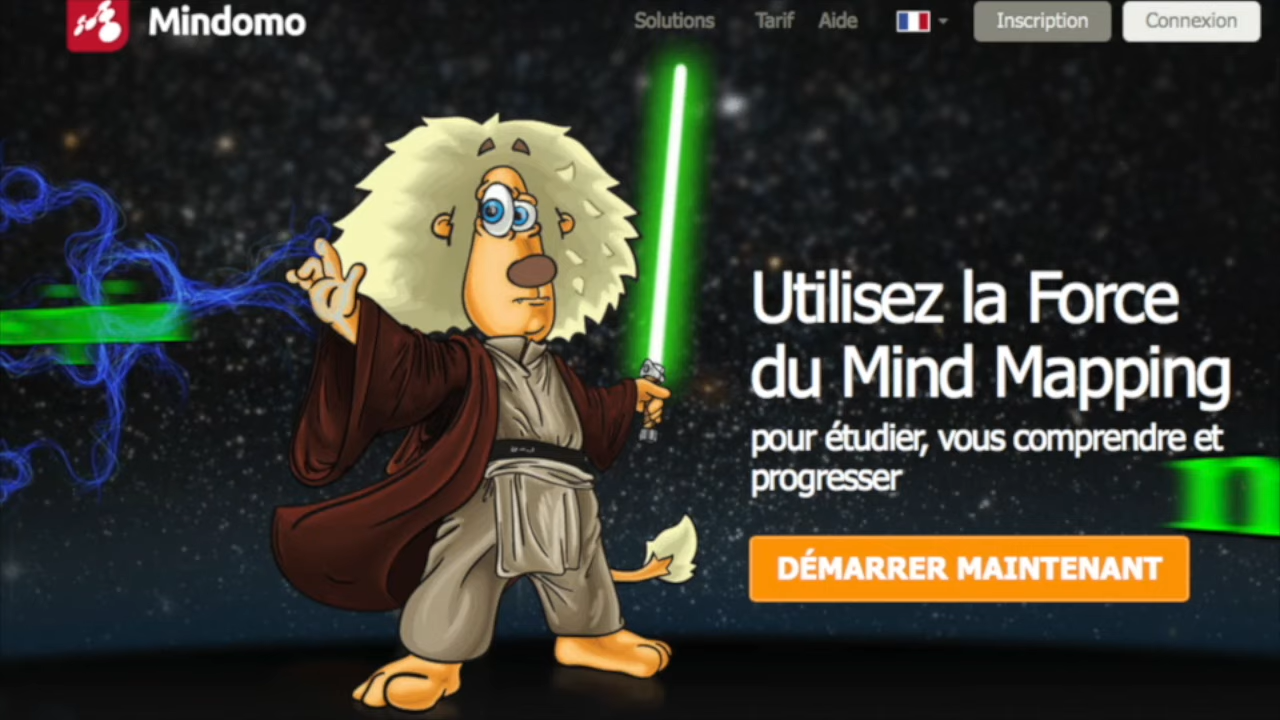 Mindomo
Solutions Tarif Aide Inscription Connexion
Utilisez la Force
du Mind Mapping
pour étudier, vous comprendre et
progresser
DÉMARRER MAINTENANT